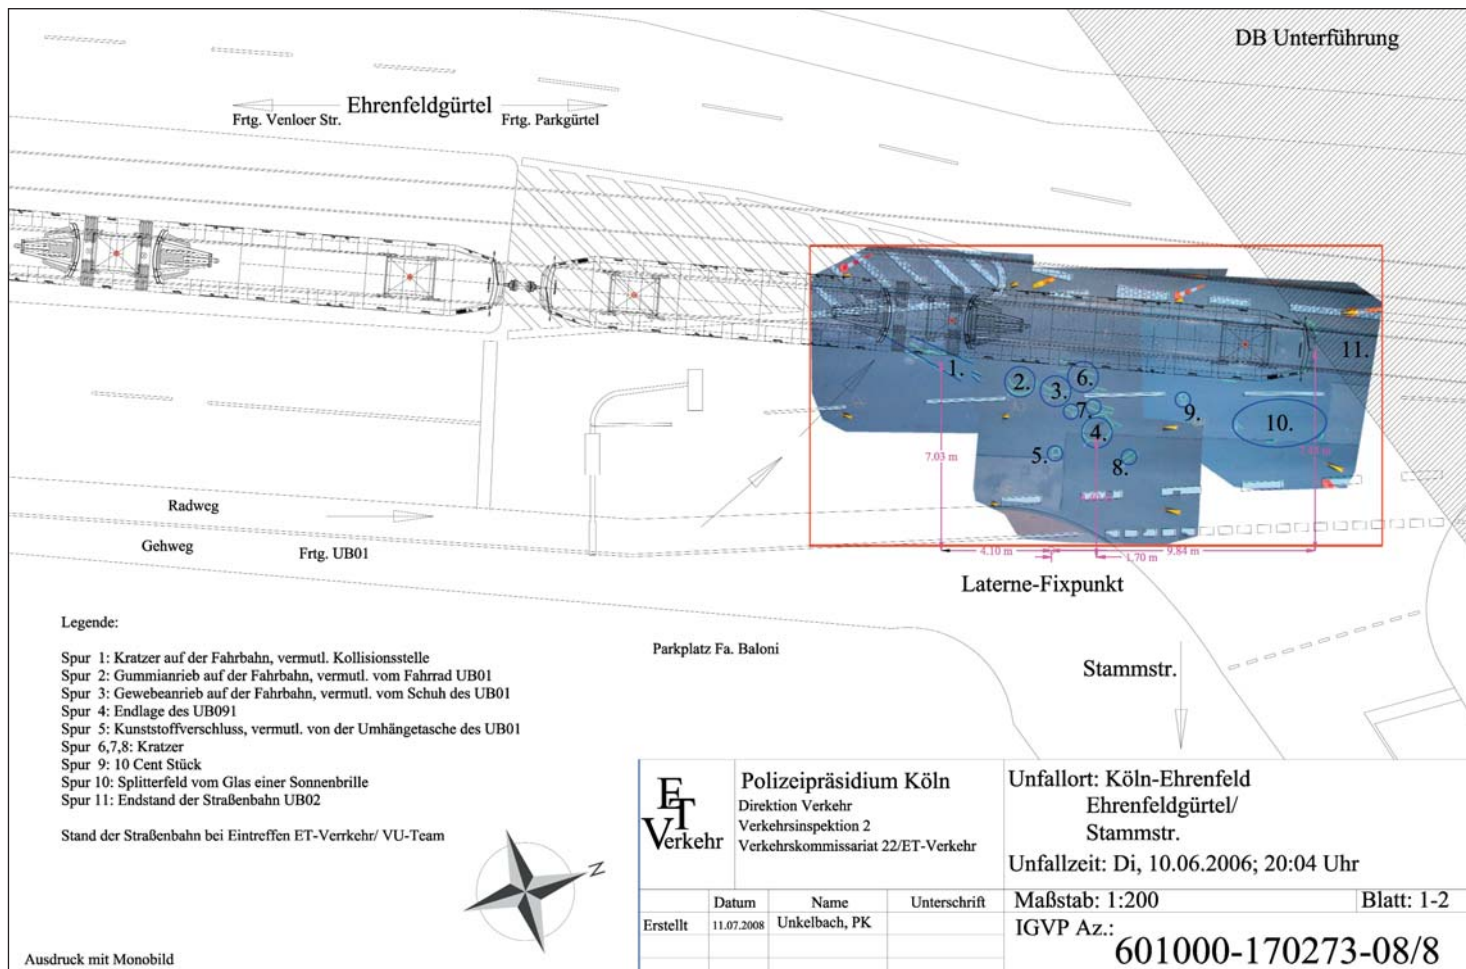 DB Unterführung
Ehrenfeldgürtel
Frtg. Venloer Str.
Frtg. Parkgürtel
1.
2.
3.
6.
7.
4.
5.
8.
9.
10.
11.
7.03 m
4.10 m
1.70 m
9.84 m
Radweg
Gehweg
Frtg. UB01
Laterne-Fixpunkt
Parkplatz Fa. Baloni
Stammstr.
Legende:
Spur 1: Kratzer auf der Fahrbahn, vermutl. Kollisionsstelle
Spur 2: Gummianrieb auf der Fahrbahn, vermutl. vom Fahrrad UB01
Spur 3: Gewebeanrieb auf der Fahrbahn, vermutl. vom Schuh des UB01
Spur 4: Endlage des UB091
Spur 5: Kunststoffverschluss, vermutl. von der Umhängetasche des UB01
Spur 6,7,8: Kratzer
Spur 9: 10 Cent Stück
Spur 10: Splitterfeld vom Glas einer Sonnenbrille
Spur 11: Endstand der Straßenbahn UB02
Stand der Straßenbahn bei Eintreffen ET-Verrkehr/ VU-Team
N
Ausdruck mit Monobild
ET
Verkehr
Polizeipräsidium Köln
Direktion Verkehr
Verkehrsinspektion 2
Verkehrskommissariat 22/ET-Verkehr
Unfallort: Köln-Ehrenfeld
Ehrenfeldgürtel/
Stammstr.
Unfallzeit: Di, 10.06.2006; 20:04 Uhr
Datum Name Unterschrift
Erstellt 11.07.2008 Unkelbach, PK
Maßstab: 1:200 Blatt: 1-2
IGVP Az.:
601000-170273-08/8